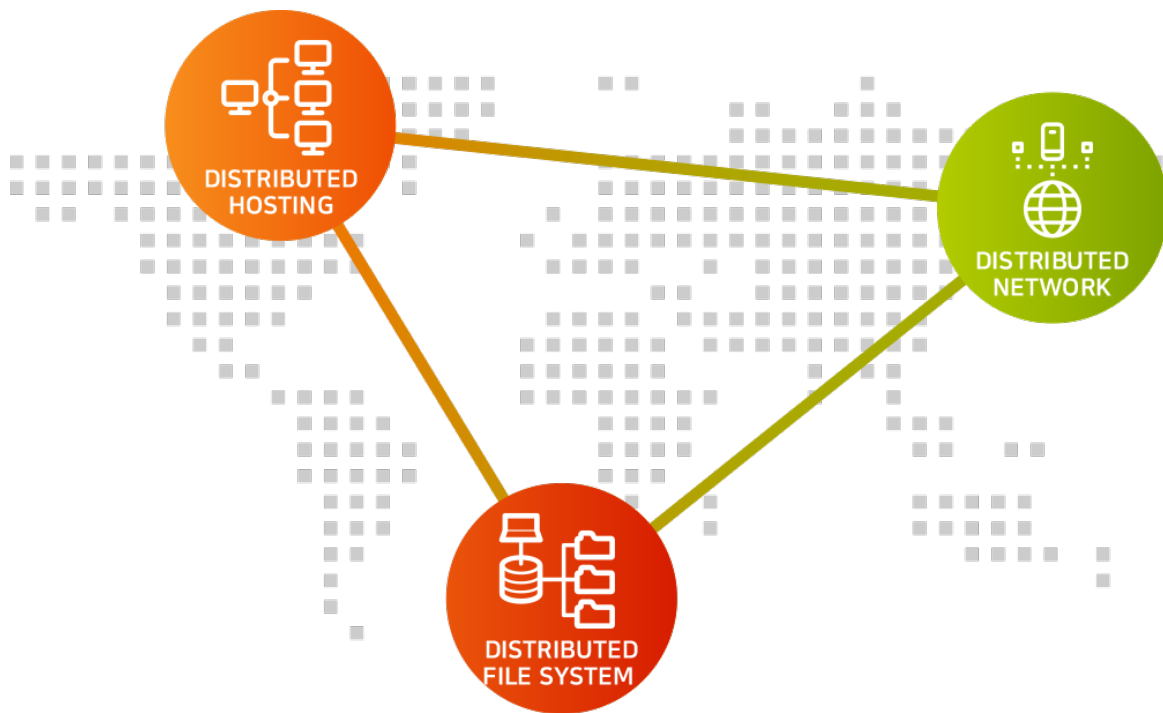 DISTRIBUTED
HOSTING
DISTRIBUTED
NETWORK
DISTRIBUTED
FILE SYSTEM